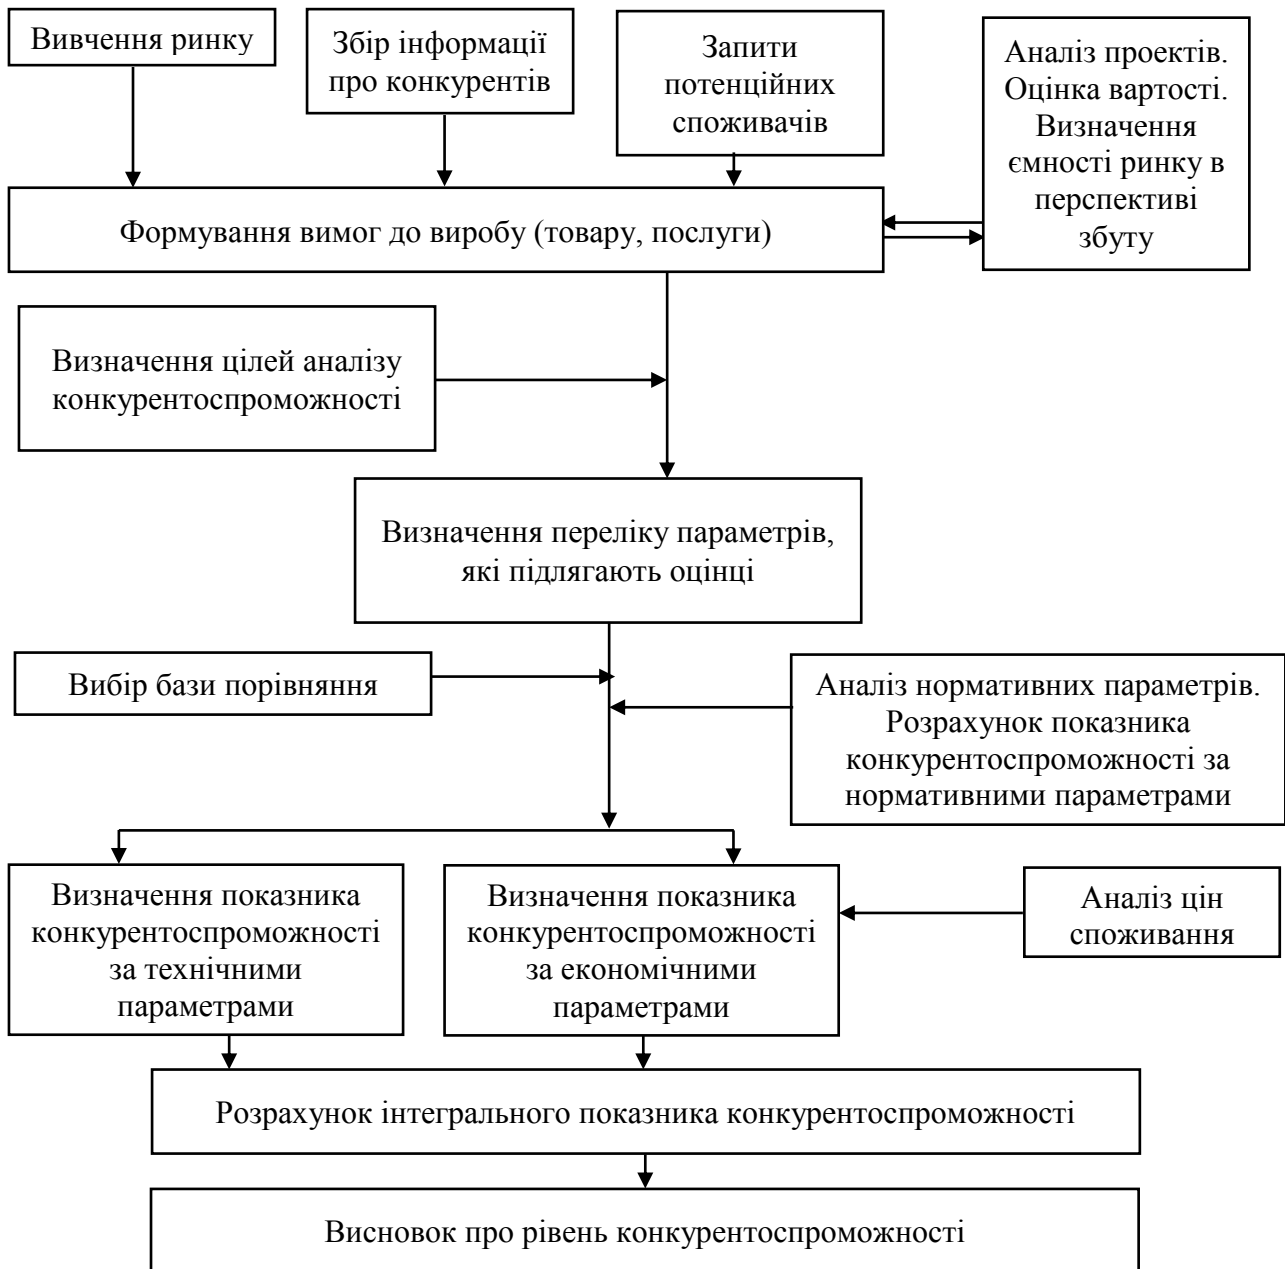 Вивчення ринку
Збір інформації
про конкурентів
Запити
потенційних
споживачів
Аналіз проектів.
Оцінка вартості.
Визначення
ємності ринку в
перспективі
збуту
Формування вимог до виробу (товару, послуги)
Визначення цілей аналізу
конкурентоспроможності
Визначення переліку параметрів,
які підлягають оцінці
Вибір бази порівняння
Аналіз нормативних параметрів.
Розрахунок показника
конкурентоспроможності за
нормативними параметрами
Визначення показника
конкурентоспроможності
за технічними
параметрами
Визначення показника
конкурентоспроможності
за економічними
параметрами
Аналіз цін
споживання
Розрахунок інтегрального показника конкурентоспроможності
Висновок про рівень конкурентоспроможності